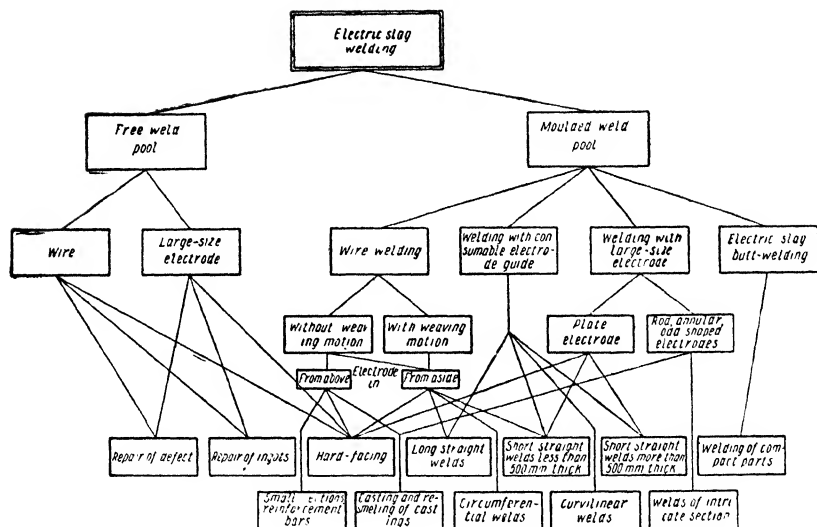 Electric slag
welding
Free weld
pool
Moulded weld
pool
Wire
Large-size
electrode
Wire welding
Welding with con
sumable electro-
de guide
Welding with
large-size
electrode
Electric slag
butt-welding
Without weav
ing motion
With weaving
motion
Plate
electrode
Rod, annular,
odd shaped
electrodes
From above
Electrode
in
From aside
Repair of defect
Repair of ingots
Hard-facing
Long straight
welds
Short straight
welds less than
500 mm thick
Short straight
welds more than
500 mm thick
Welding of com
pact parts
Small
reinforcement
bars
Casting and re-
smeling of cast
ings
Circumferen-
tial welds
Curvilinear
welds
Welds of intri
cate section